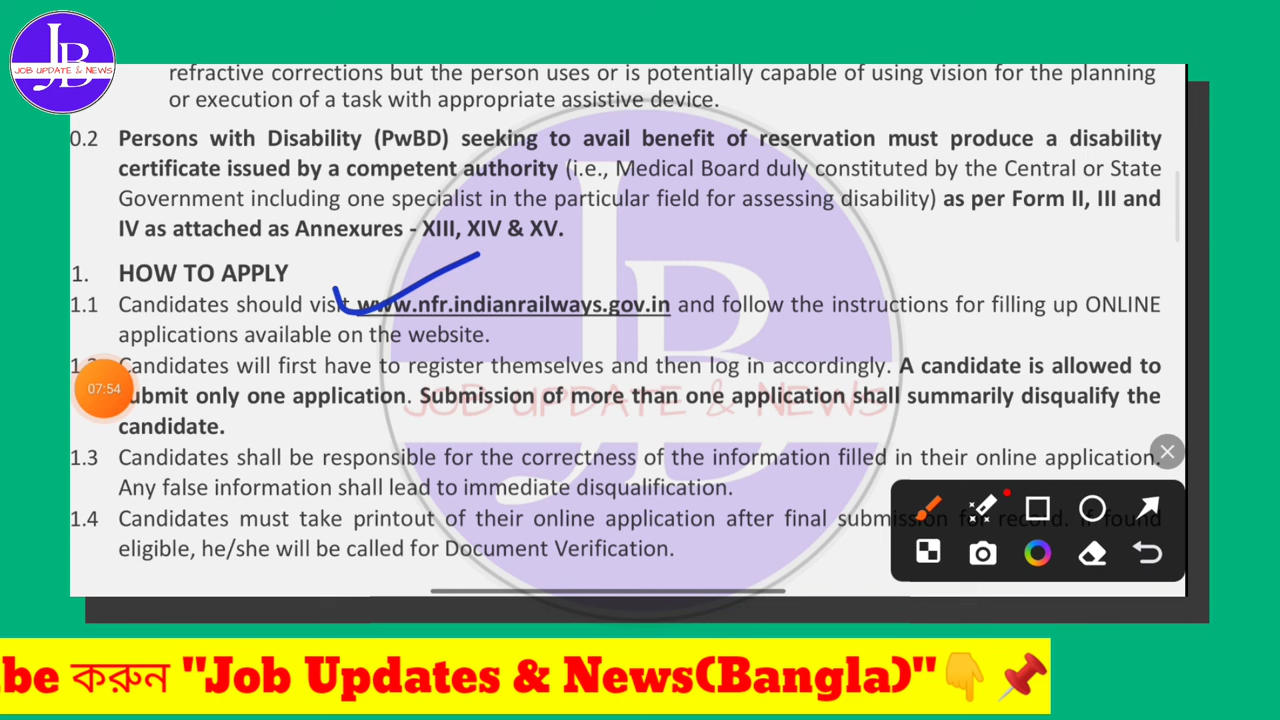 JB
JOB UPDATE & NEWS
refractive corrections but the person uses or is potentially capable of using vision for the planning
or execution of a task with appropriate assistive device.
0.2 Persons with Disability (PwBD) seeking to avail benefit of reservation must produce a disability
certificate issued by a competent authority (i.e., Medical Board duly constituted by the Central or State
Government including one specialist in the particular field for assessing disability) as per Form II, III and
IV as attached as Annexures - XIII, XIV & XV.
1. HOW TO APPLY
1.1 Candidates should visit www.nfr.indianrailways.gov.in and follow the instructions for filling up ONLINE
applications available on the website.
Candidates will first have to register themselves and then log in accordingly. A candidate is allowed to
07:54
submit only one application. Submission of more than one application shall summarily disqualify the
candidate.
JOB UPDATE & NEWS
1.3 Candidates shall be responsible for the correctness of the information filled in their online application.
Any false information shall lead to immediate disqualification.
1.4 Candidates must take printout of their online application after final submission for record. If found
eligible, he/she will be called for Document Verification.
be করুন "Job Updates & News(Bangla)"👇📌